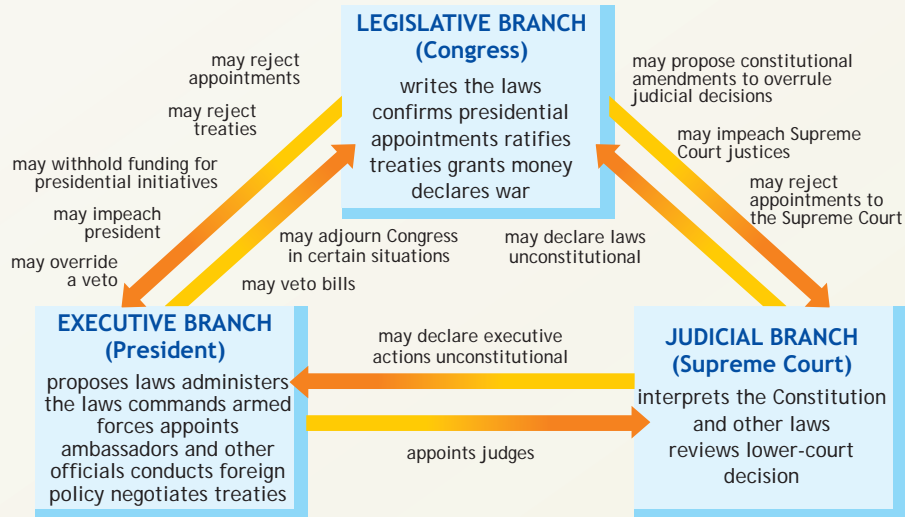 LEGISLATIVE BRANCH
(Congress)
writes the laws
confirms presidential
appointments ratifies
treaties grants money
declares war
may reject
appointments
may reject
treaties
may withhold funding for
presidential initiatives
may impeach
president
may override
a veto
may adjourn Congress
in certain situations
may veto bills
may propose constitutional
amendments to overrule
judicial decisions
may impeach Supreme
Court justices
may reject
appointments to
the Supreme Court
may declare laws
unconstitutional
EXECUTIVE BRANCH
(President)
proposes laws administers
the laws commands armed
forces appoints
ambassadors and other
officials conducts foreign
policy negotiates treaties
may declare executive
actions unconstitutional
appoints judges
JUDICIAL BRANCH
(Supreme Court)
interprets the Constitution
and other laws
reviews lower-court
decision